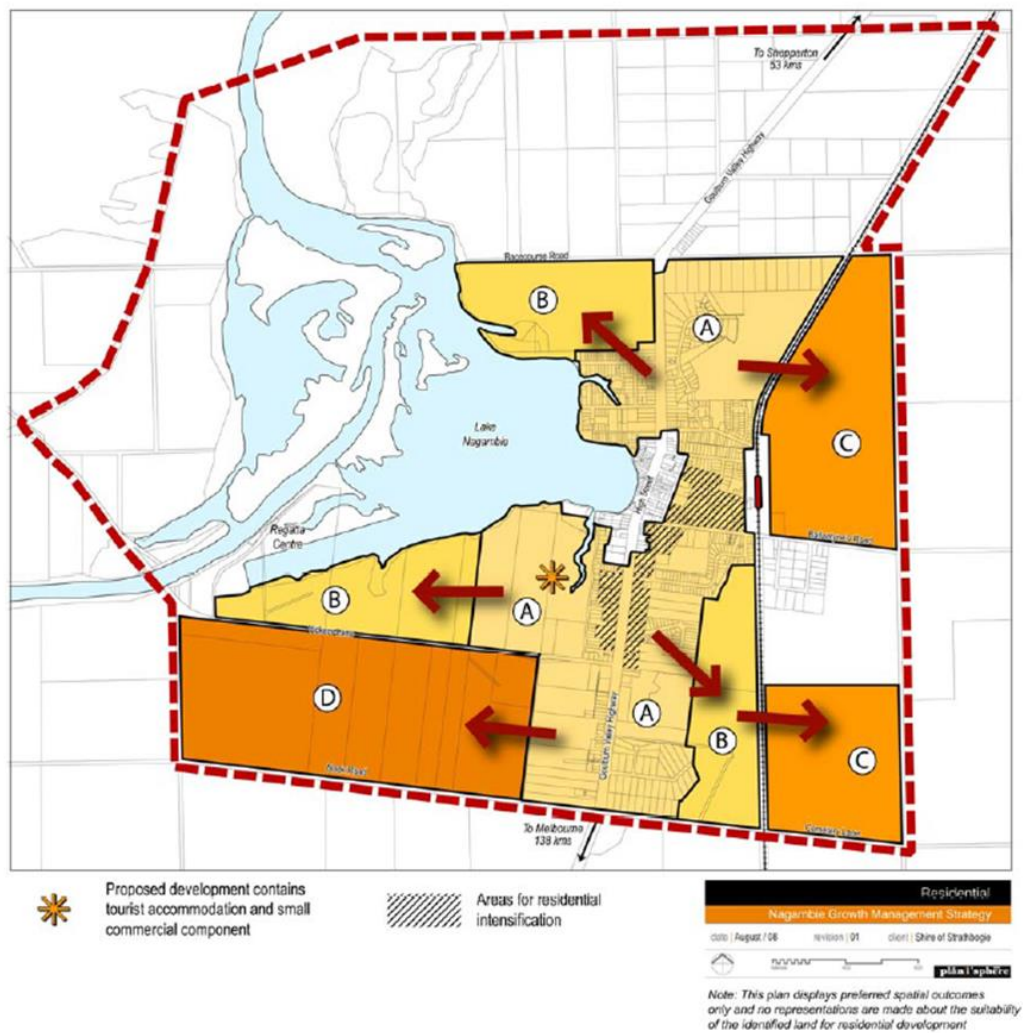 To Shepparton
53 kms
Goulburn Valley Highway
Racecourse Road
B
A
C
Lake
Nagambie
High Street
Regatta
Centre
B
A
D
A
B
C
Goulburn Valley Highway
Road
To Melbourne
138 kms
Proposed development contains
tourist accommodation and small
commercial component
Areas for residential
intensification
Residential
Nagambie Growth Management Strategy
date | August / 08 revision | 01 client | Shire of Strathbogie
plan i sphere
Note: This plan displays preferred spatial outcomes
only and no representations are made about the suitability
of the identified land for residential development